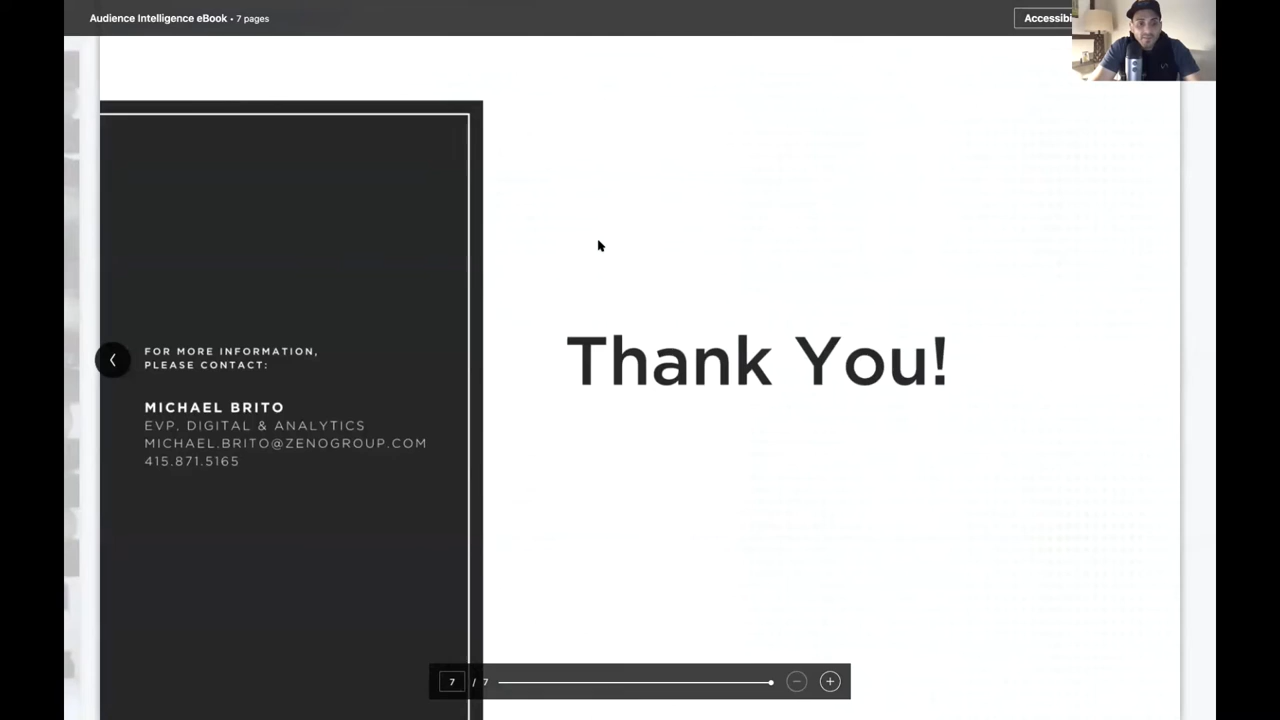 Audience Intelligence eBook • 7 pages
Accessibi
FOR MORE INFORMATION,
PLEASE CONTACT:
MICHAEL BRITO
EVP, DIGITAL & ANALYTICS
MICHAEL.BRITO@ZENOGROUP.COM
415.871.5165
Thank You!
7 / 7